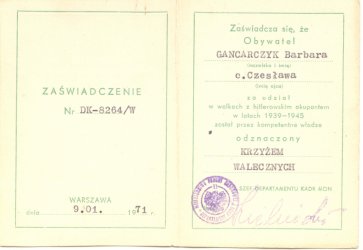 ZAŚWIADCZENIE
Nr DK-8264/W
WARSZAWA
dnia 9.01. 1971.
Zaświadcza się, że
Obywatel
GANCARCZYK Barbara
(nazwisko i imię)
c.Czesława
(imię ojca)
za udział
w walkach z hitlerowskim okupantem
w latach 1939-1945
został przez kompetentne władze
odznaczony
KRZYŻEM
WALECZNYCH
SZEF DEPARTAMENTU KADR MON